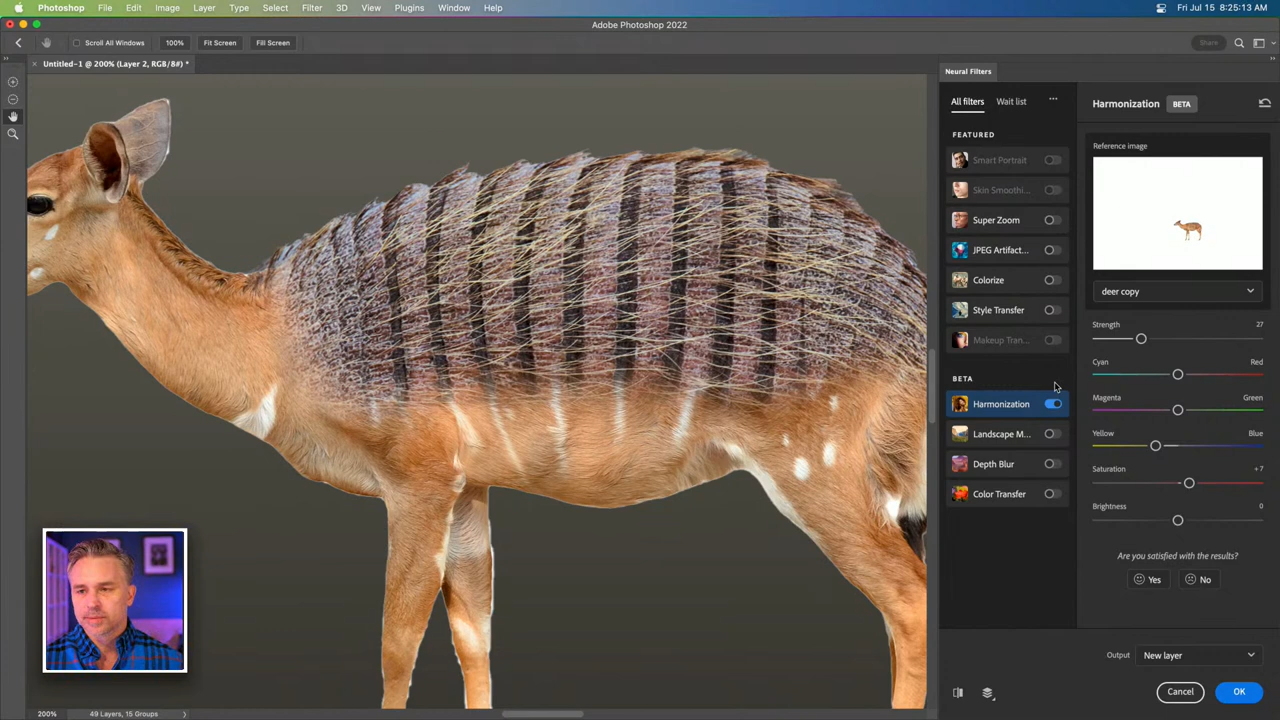 Photoshop File Edit Image Layer Type Select Filter 3D View Plugins Window Help Fri Jul 15 8:25:13 AM
Adobe Photoshop 2022
Scroll All Windows 100% Fit Screen Fill Screen Share
Untitled-1 @ 200% (Layer 2, RGB/8#) *
Neural Filters
All filters Wait list
FEATURED
Smart Portrait
Skin Smoothi...
Super Zoom
JPEG Artifact...
Colorize
Style Transfer
Makeup Tran...
BETA
Harmonization
Landscape M...
Depth Blur
Color Transfer
Harmonization BETA
Reference image
deer copy
Strength 27
Cyan Red
Magenta Green
Yellow Blue
Saturation +7
Brightness 0
Are you satisfied with the results?
Yes No
Output New layer
Cancel OK
200% 49 Layers, 15 Groups